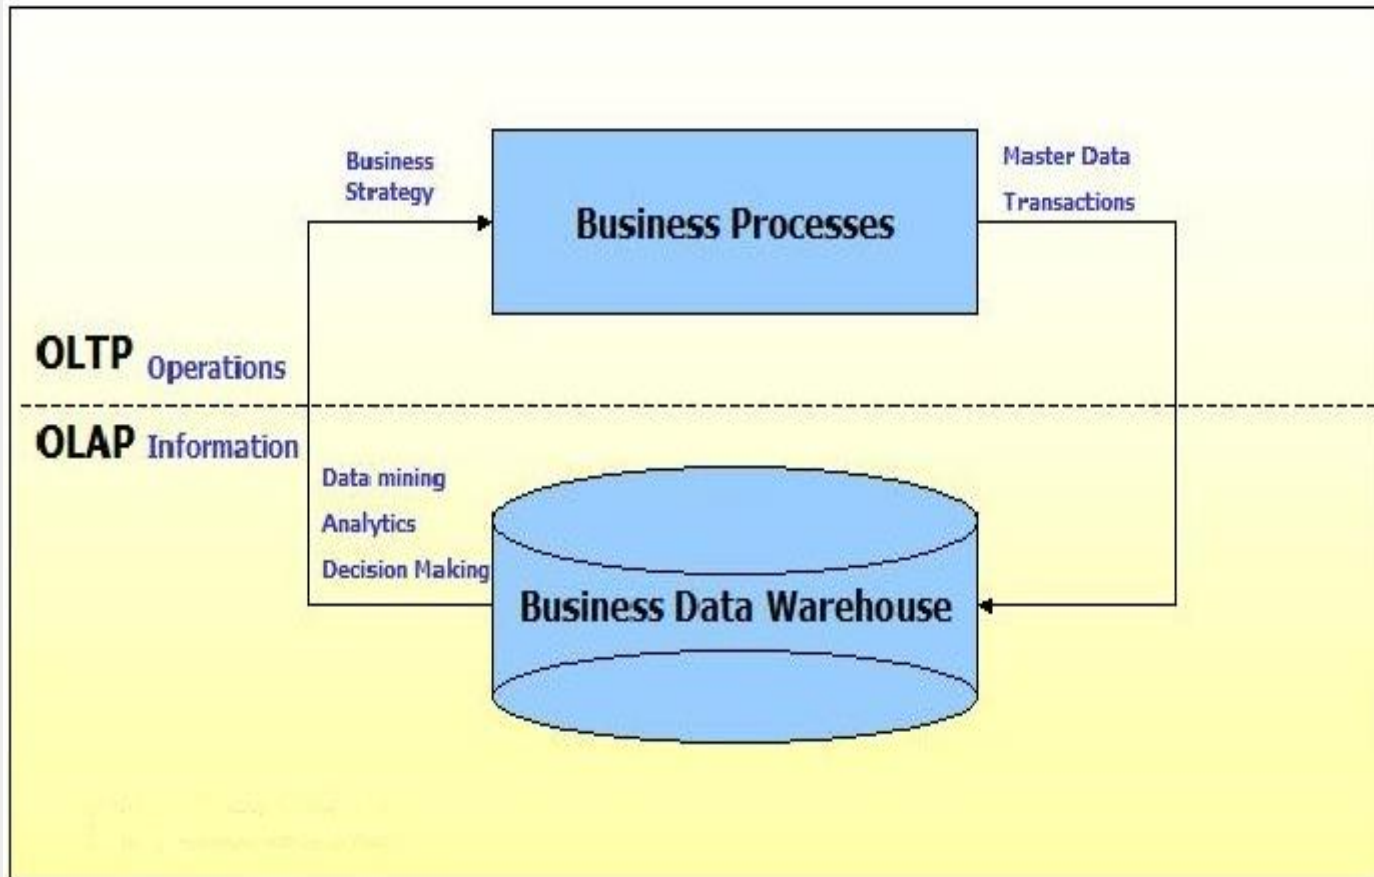 Business
Strategy
Business Processes
Master Data
Transactions
OLTP Operations
OLAP Information
Data mining
Analytics
Decision Making
Business Data Warehouse